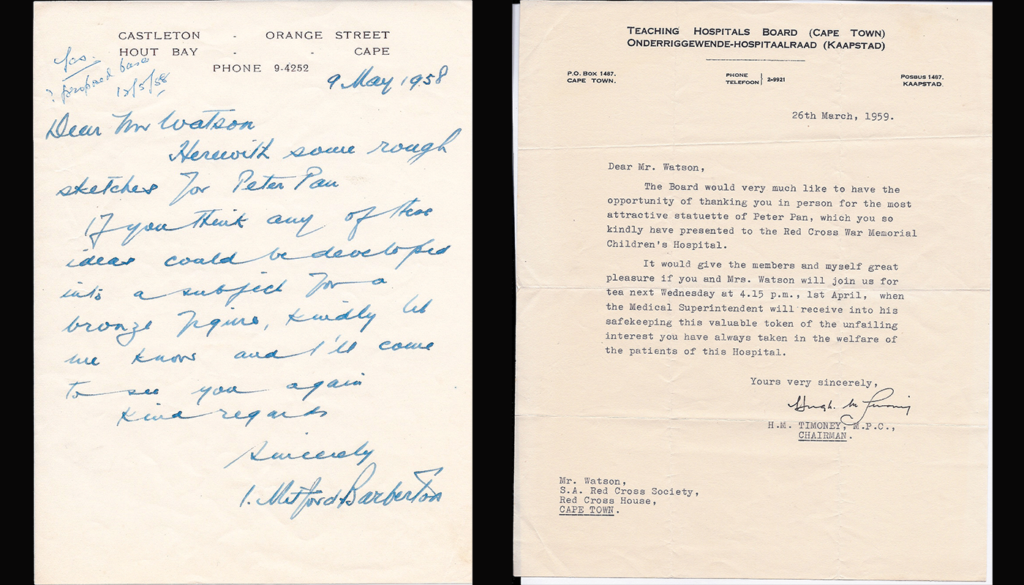 CASTLETON - ORANGE STREET
HOUT BAY - - CAPE
PHONE 9-4252
? proposed base
12/5/58
9 May 1958
Dear Mr Watson
Herewith some rough
sketches for Peter Pan
If you think any of these
ideas could be developed
into a subject for a
bronze figure, kindly let
me know and I'll come
to see you again
Kind regards
Sincerely
I. Mitford-Barberton
TEACHING HOSPITALS BOARD (CAPE TOWN)
ONDERRIGGEWENDE-HOSPITAALRAAD (KAAPSTAD)
P.O. BOX 1487.
CAPE TOWN.
PHONE
TELEFOON
2-9921
POSBUS 1487.
KAAPSTAD.
26th March, 1959.
Dear Mr. Watson,
The Board would very much like to have the
opportunity of thanking you in person for the most
attractive statuette of Peter Pan, which you so
kindly have presented to the Red Cross War Memorial
Children's Hospital.
It would give the members and myself great
pleasure if you and Mrs. Watson will join us for
tea next Wednesday at 4.15 p.m., 1st April, when
the Medical Superintendent will receive into his
safekeeping this valuable token of the unfailing
interest you have always taken in the welfare of
the patients of this Hospital.
Yours very sincerely,
H.M. TIMONEY, M.P.C.,
CHAIRMAN.
Mr. Watson,
S.A. Red Cross Society,
Red Cross House,
CAPE TOWN.